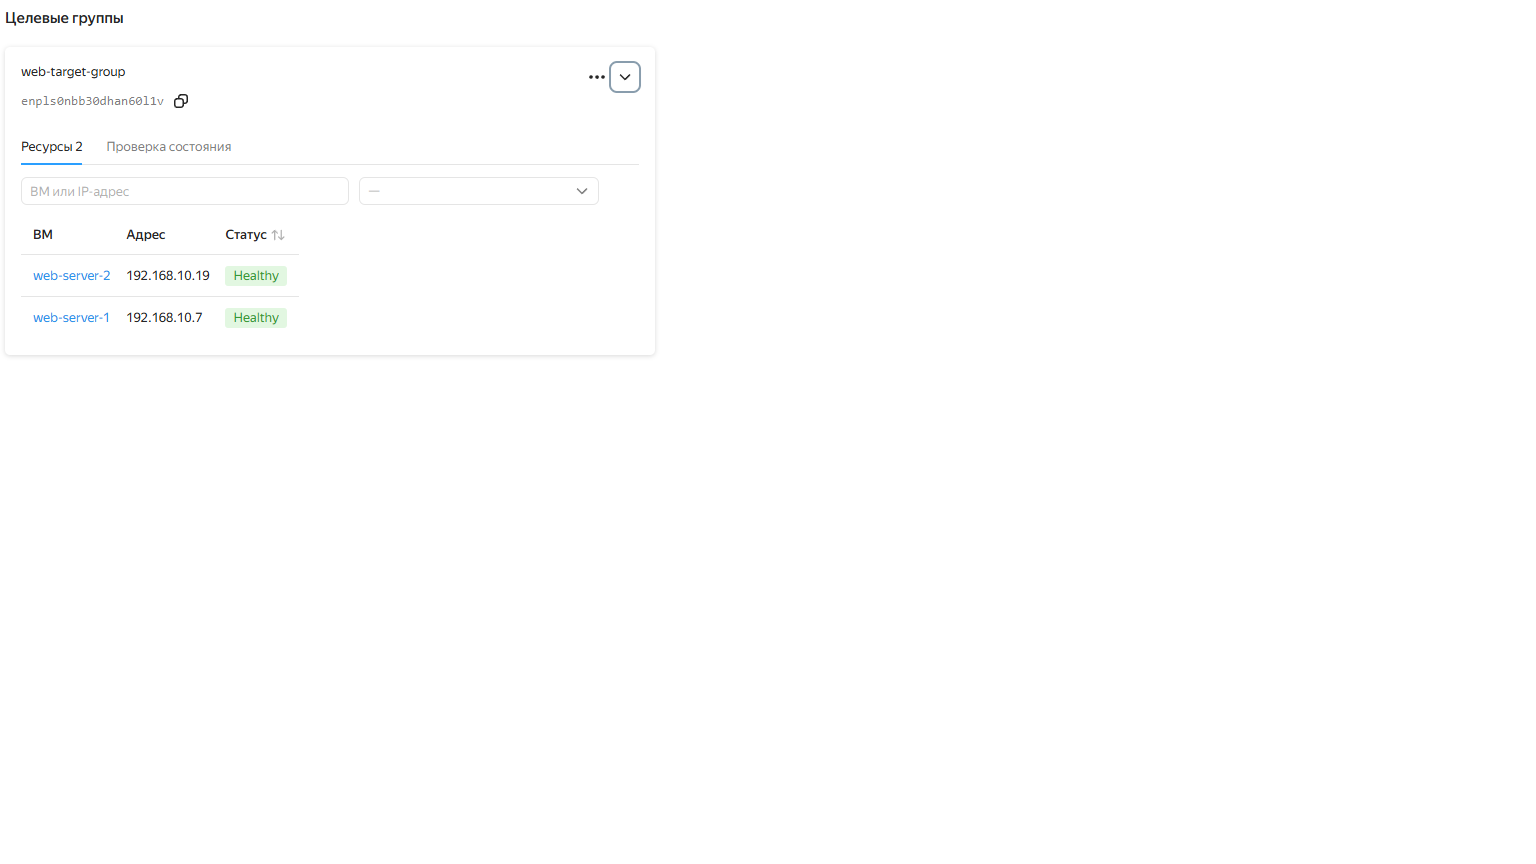 Целевые группы
web-target-group
enpls0nbb30dhan60l1v
Ресурсы 2 Проверка состояния
ВМ или IP-адрес —
ВМ Адрес Статус
web-server-2 192.168.10.19 Healthy
web-server-1 192.168.10.7 Healthy